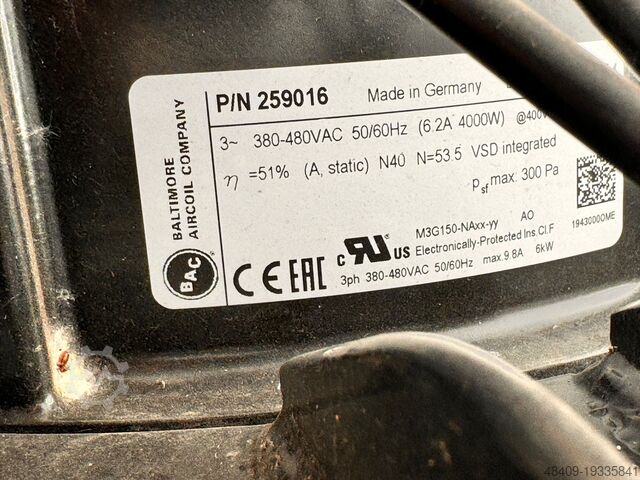 BALTIMORE
AIRCOIL COMPANY
BAC
P/N 259016 Made in Germany
3~ 380-480VAC 50/60Hz (6.2A 4000W) @400V
η =51% (A, static) N40 N=53.5 VSD integrated
psf max. 300 Pa
M3G150-NAxx-yy AO
1943000OME
CE EAC c RU US Electronically-Protected Ins.Cl.F
3ph 380-480VAC 50/60Hz max.9.8A 6kW
48409-19335841